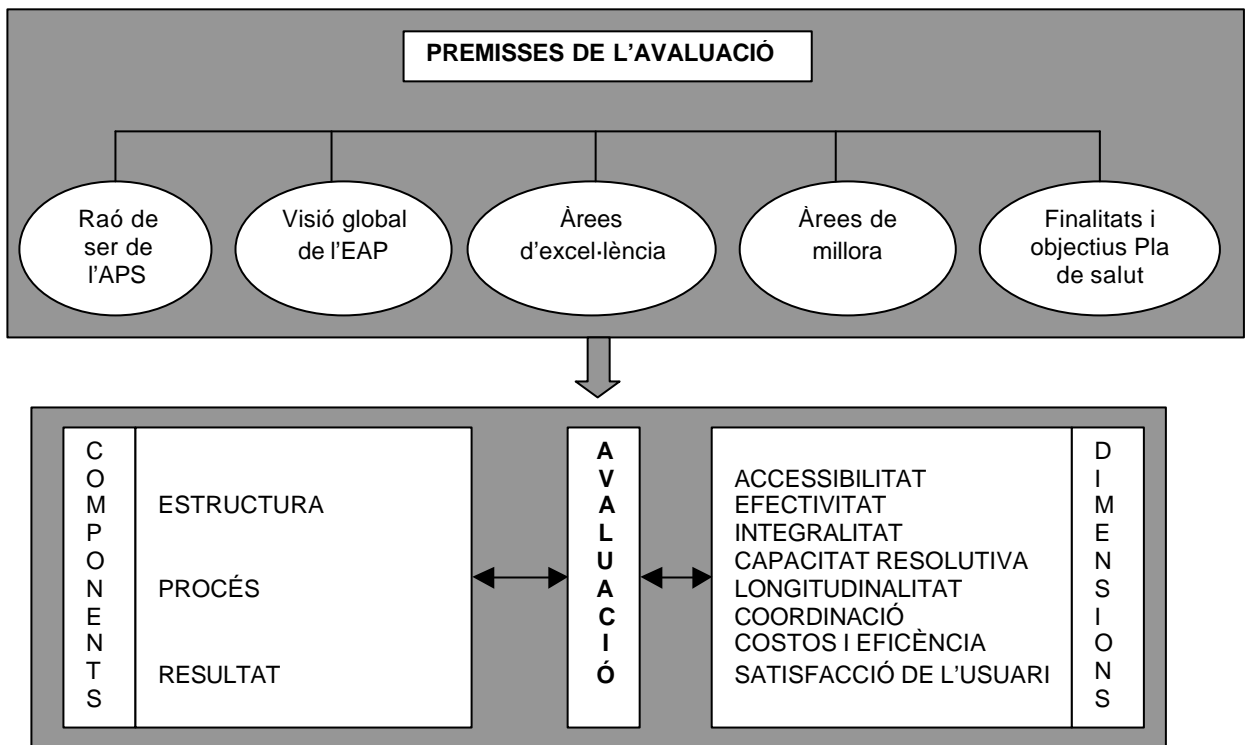 PREMISSES DE L'AVALUACIÓ
Raó de
ser de
l'APS
Visió global
de l'EAP
Àrees
d'excel·lència
Àrees de
millora
Finalitats i
objectius Pla
de salut
COMPONENTS
ESTRUCTURA
PROCÉS
RESULTAT
AVALUACIÓ
ACCESSIBILITAT
EFECTIVITAT
INTEGRALITAT
CAPACITAT RESOLUTIVA
LONGITUDINALITAT
COORDINACIÓ
COSTOS I EFICÈNCIA
SATISFACCIÓ DE L'USUARI
DIMENSIONS